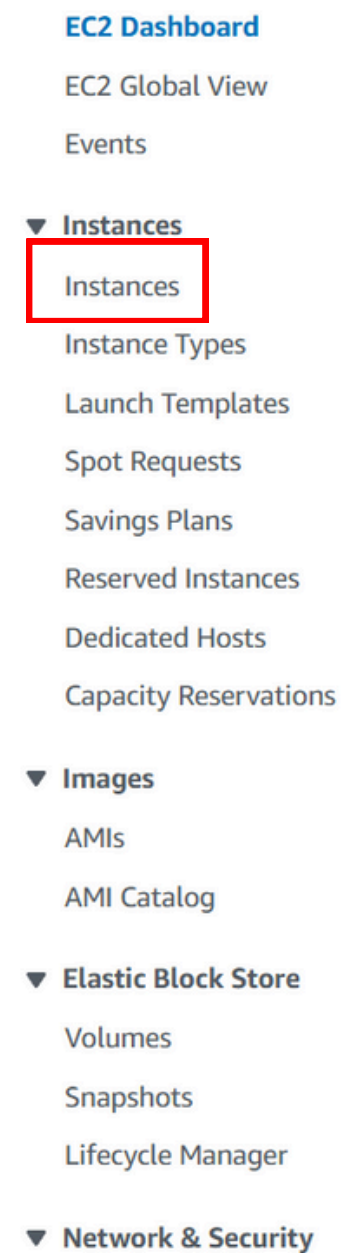 EC2 Dashboard
EC2 Global View
Events
Instances
Instances
Instance Types
Launch Templates
Spot Requests
Savings Plans
Reserved Instances
Dedicated Hosts
Capacity Reservations
Images
AMIs
AMI Catalog
Elastic Block Store
Volumes
Snapshots
Lifecycle Manager
Network & Security